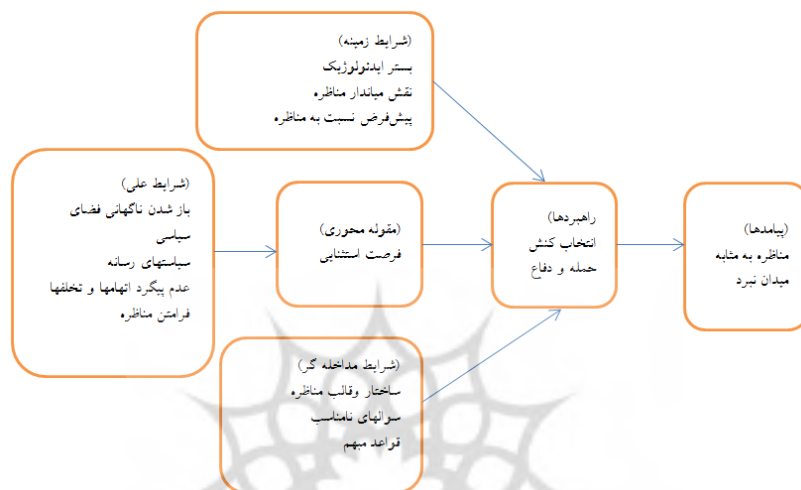 (شرایط زمینه)
بستر ایدئولوژیک
نقش میاندار مناظره
پیش‌فرض نسبت به مناظره
(شرایط علی)
باز شدن ناگهانی فضای
سیاسی
سیاستهای رسانه
عدم پیگرد اتهامها و تخلفها
فرامتن مناظره
(مقوله محوری)
فرصت استثنایی
راهبردها)
انتخاب کنش
حمله و دفاع
(پیامدها)
مناظره به مثابه
میدان نبرد
(شرایط مداخله گر)
ساختار وقالب مناظره
سوالهای نامناسب
قواعد مبهم